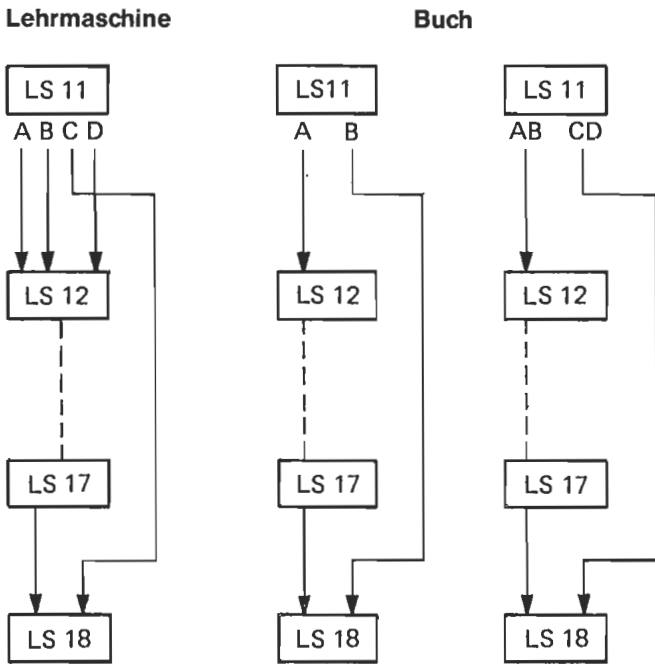 Lehrmaschine Buch
LS 11 LS11 LS 11
A B C D A B AB CD
LS 12 LS 12 LS 12
LS 17 LS 17 LS 17
LS 18 LS 18 LS 18